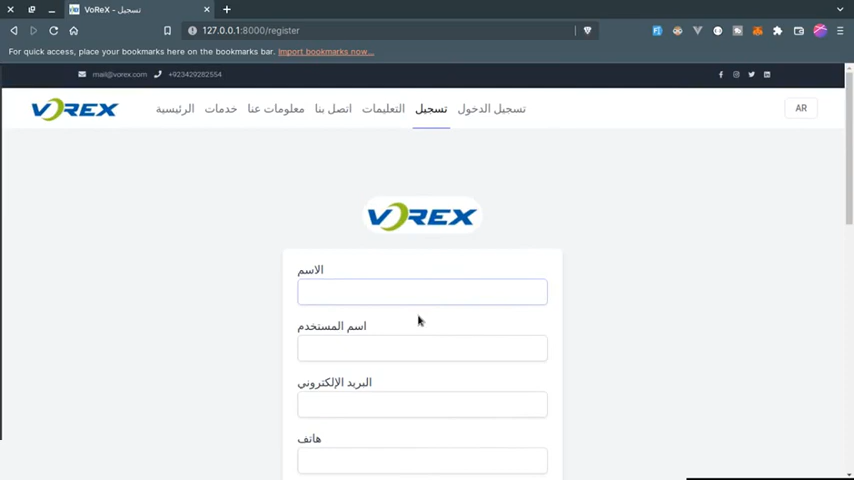 VoReX - تسجيل
127.0.0.1:8000/register
For quick access, place your bookmarks here on the bookmarks bar. Import bookmarks now...
mail@vorex.com +923429282554
VOREX
الرئيسية خدمات معلومات عنا اتصل بنا التعليمات تسجيل تسجيل الدخول
AR
VOREX
الاسم
اسم المستخدم
البريد الإلكتروني
هاتف